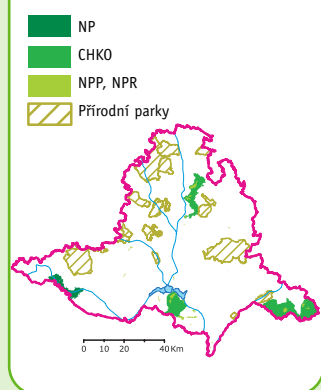 NP
CHKO
NPP, NPR
Přírodní parky
0 10 20 40 Km